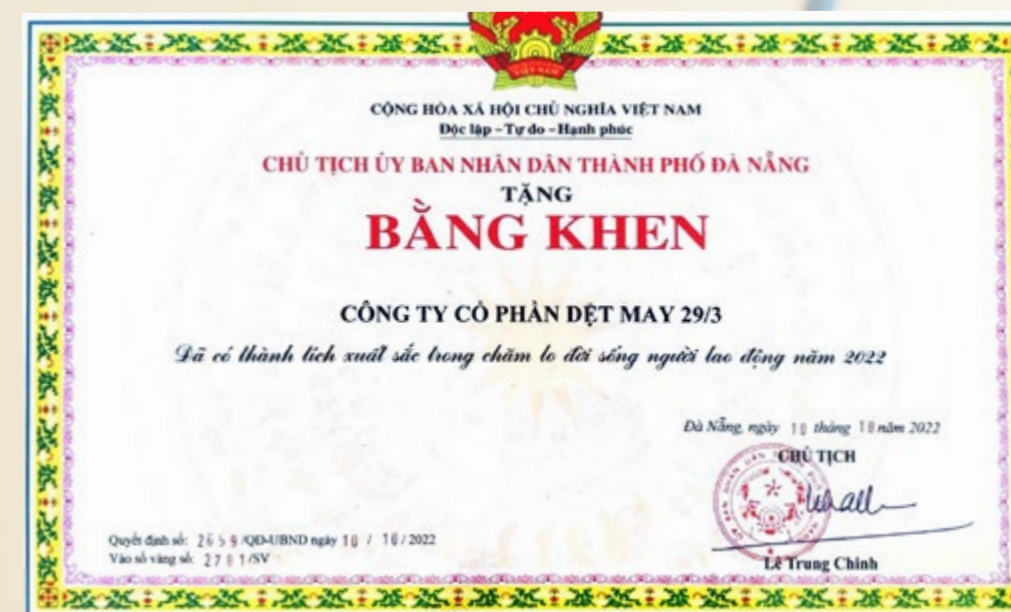 VIỆT NAM
CỘNG HÒA XÃ HỘI CHỦ NGHĨA VIỆT NAM
Độc lập - Tự do - Hạnh phúc
CHỦ TỊCH ỦY BAN NHÂN DÂN THÀNH PHỐ ĐÀ NẴNG
TẶNG
BẰNG KHEN
CÔNG TY CỔ PHẦN DỆT MAY 29/3
Đã có thành tích xuất sắc trong chăm lo đời sống người lao động năm 2022
Đà Nẵng, ngày 10 tháng 10 năm 2022
CHỦ TỊCH
Quyết định số: 2659/QĐ-UBND ngày 10 / 10/2022
Vào sổ vàng số: 2781/SV
Lê Trung Chinh